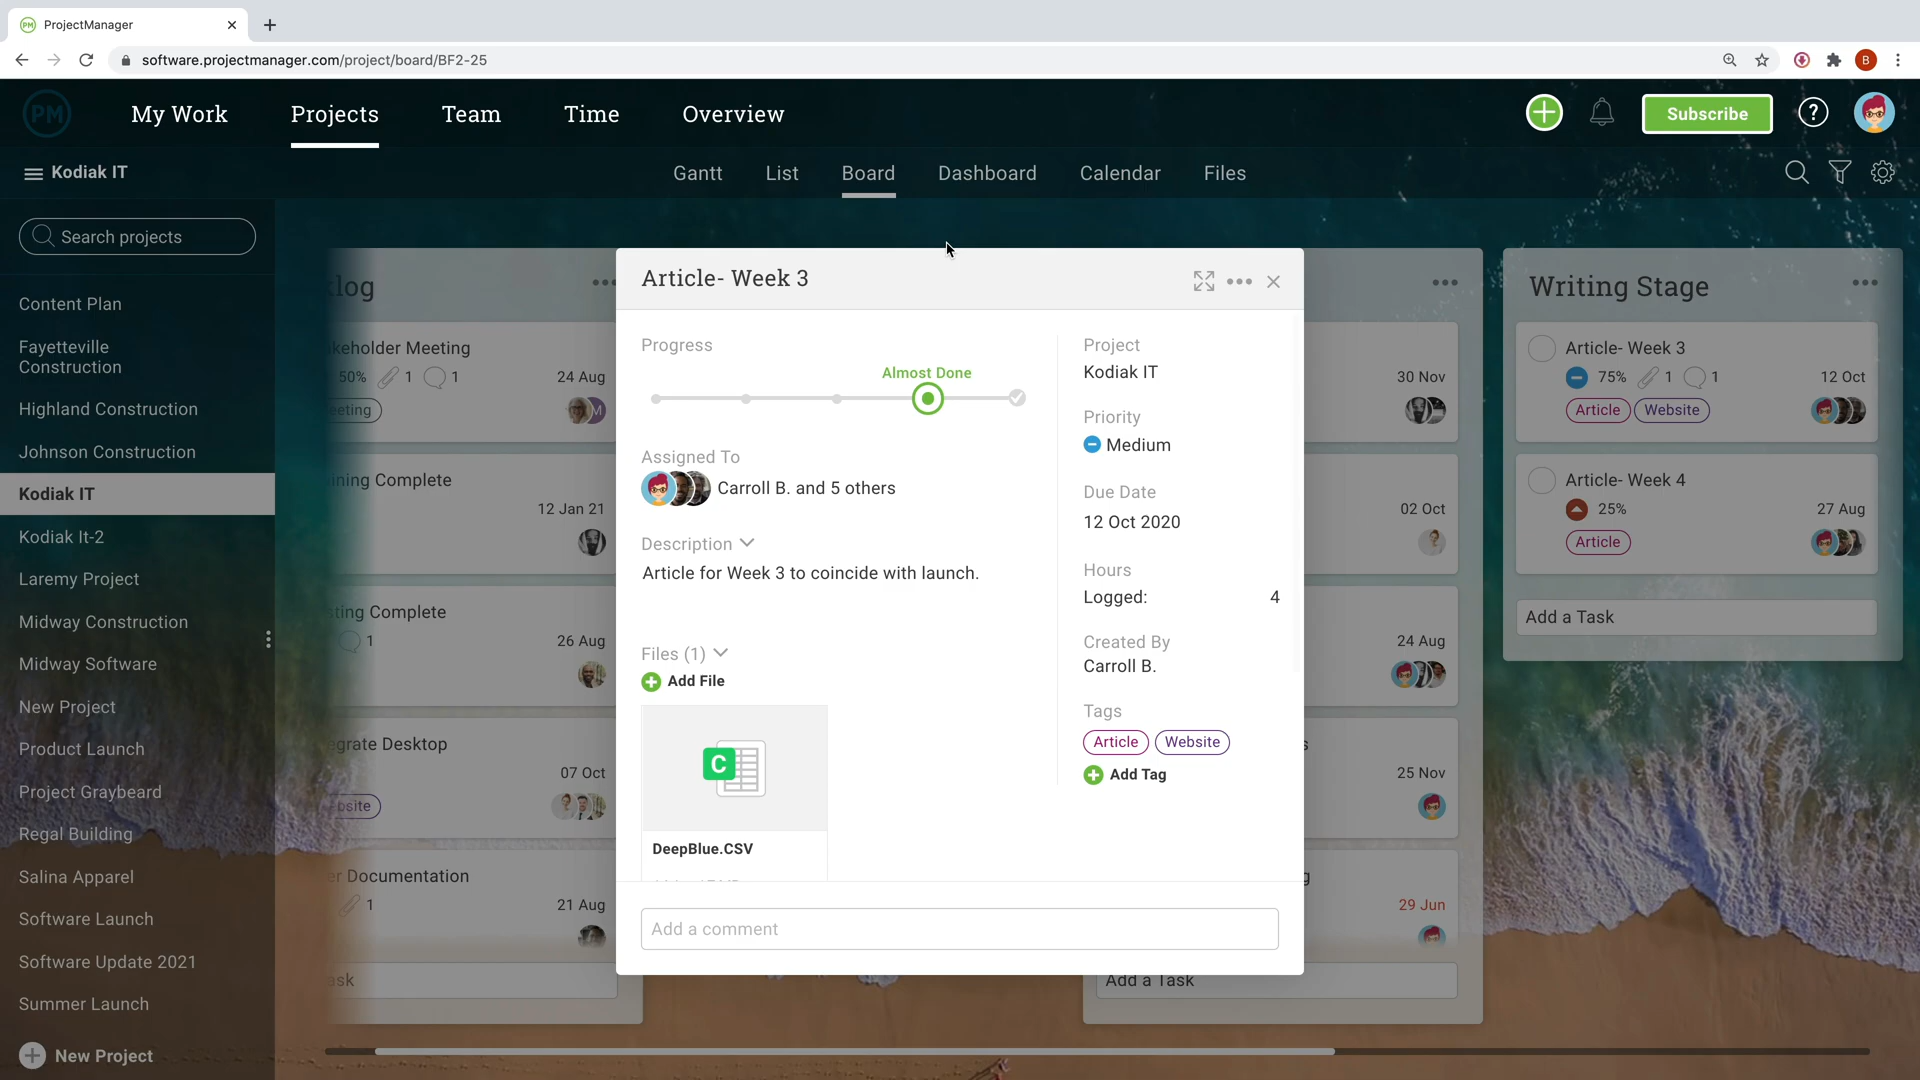 ProjectManager
software.projectmanager.com/project/board/BF2-25
B
PM
My Work
Projects
Team
Time
Overview
Subscribe
?
Kodiak IT
Gantt
List
Board
Dashboard
Calendar
Files
Search projects
Content Plan
Fayetteville
Construction
Highland Construction
Johnson Construction
Kodiak IT
Kodiak It-2
Laremy Project
Midway Construction
Midway Software
New Project
Product Launch
Project Graybeard
Regal Building
Salina Apparel
Software Launch
Software Update 2021
Summer Launch
New Project
log
keholder Meeting
50% 1 1 24 Aug
eeting
M
ining Complete
12 Jan 21
ting Complete
1 26 Aug
egrate Desktop
07 Oct
bsite
er Documentation
1 21 Aug
ask
Article- Week 3
Progress
Almost Done
Assigned To
Carroll B. and 5 others
Description
Article for Week 3 to coincide with launch.
Files (1)
Add File
C
DeepBlue.CSV
Project
Kodiak IT
Priority
Medium
Due Date
12 Oct 2020
Hours
Logged: 4
Created By
Carroll B.
Tags
Article Website
Add Tag
Add a comment
30 Nov
02 Oct
24 Aug
s
25 Nov
g
29 Jun
Add a Task
Writing Stage
Article- Week 3
75% 1 1 12 Oct
Article Website
Article- Week 4
25% 27 Aug
Article
Add a Task